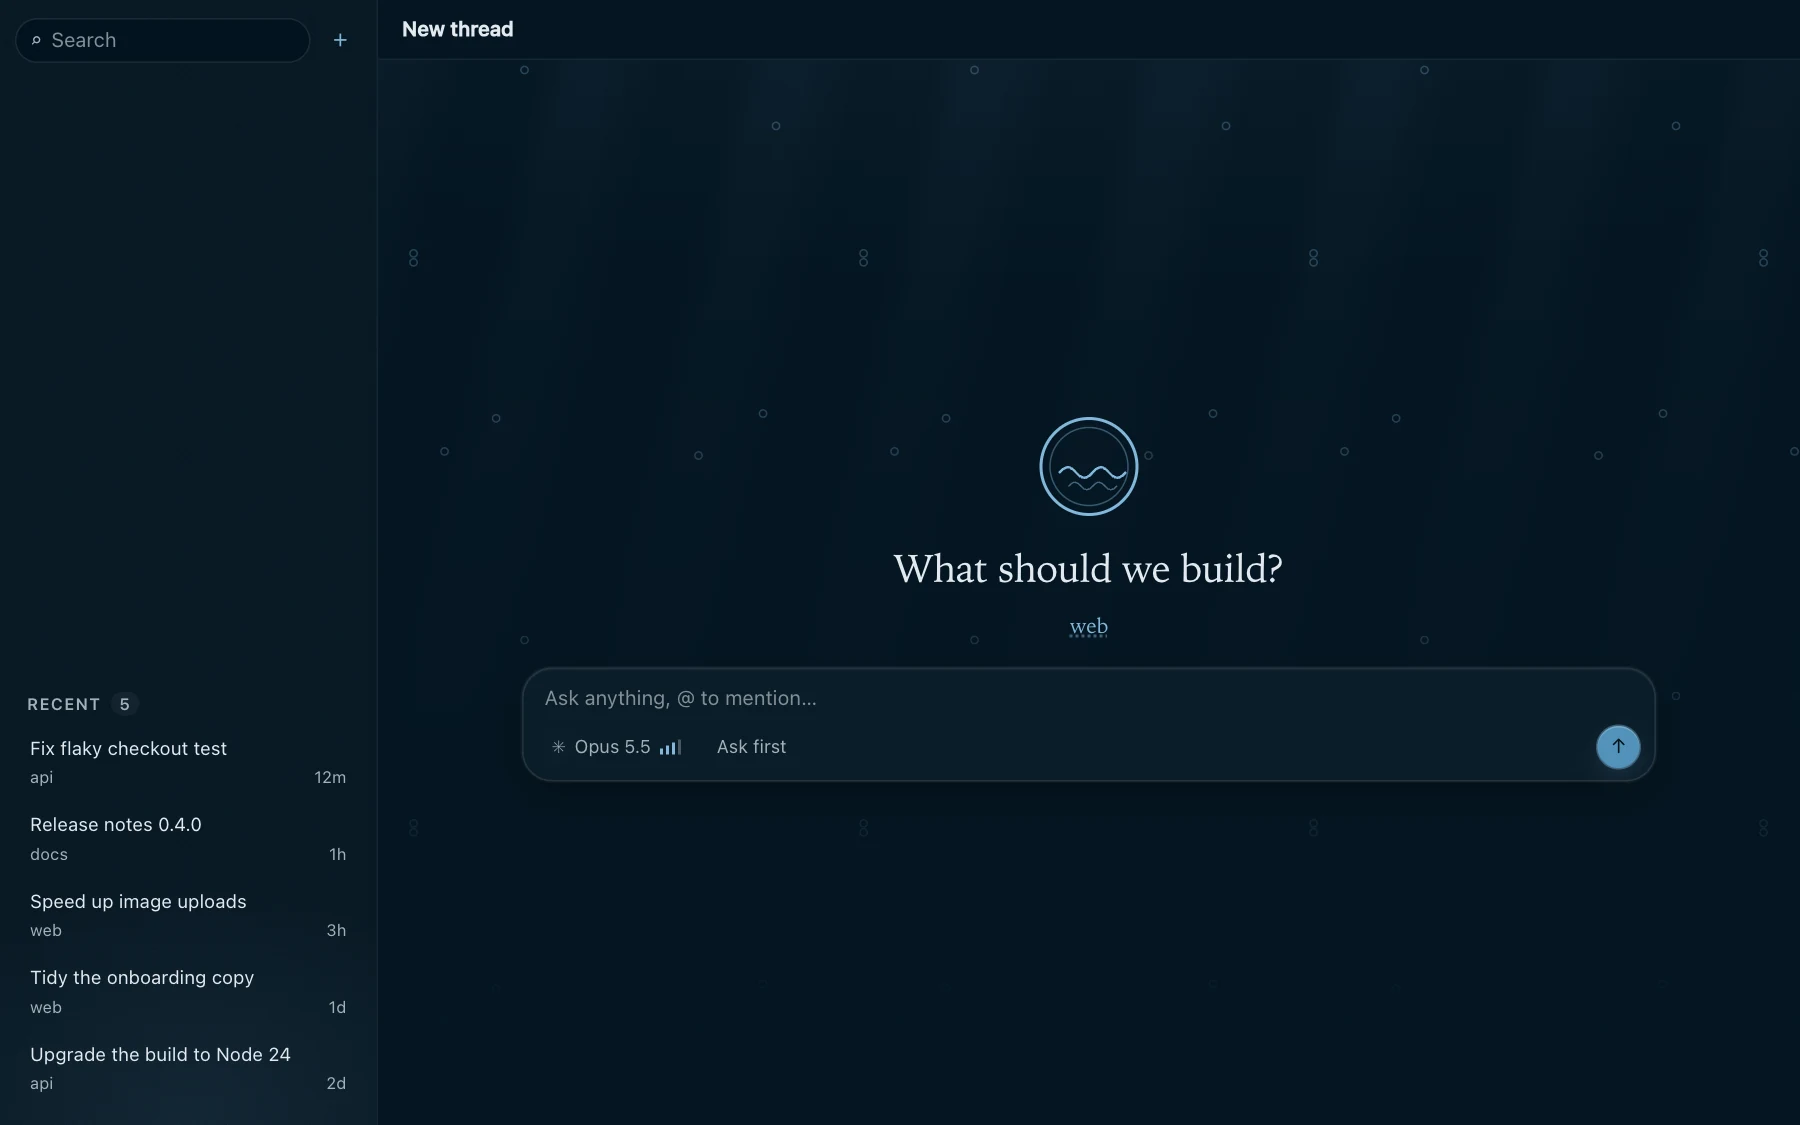 Search
+
New thread
What should we build?
web
Ask anything, @ to mention...
Opus 5.5
Ask first
RECENT 5
Fix flaky checkout test
api 12m
Release notes 0.4.0
docs 1h
Speed up image uploads
web 3h
Tidy the onboarding copy
web 1d
Upgrade the build to Node 24
api 2d